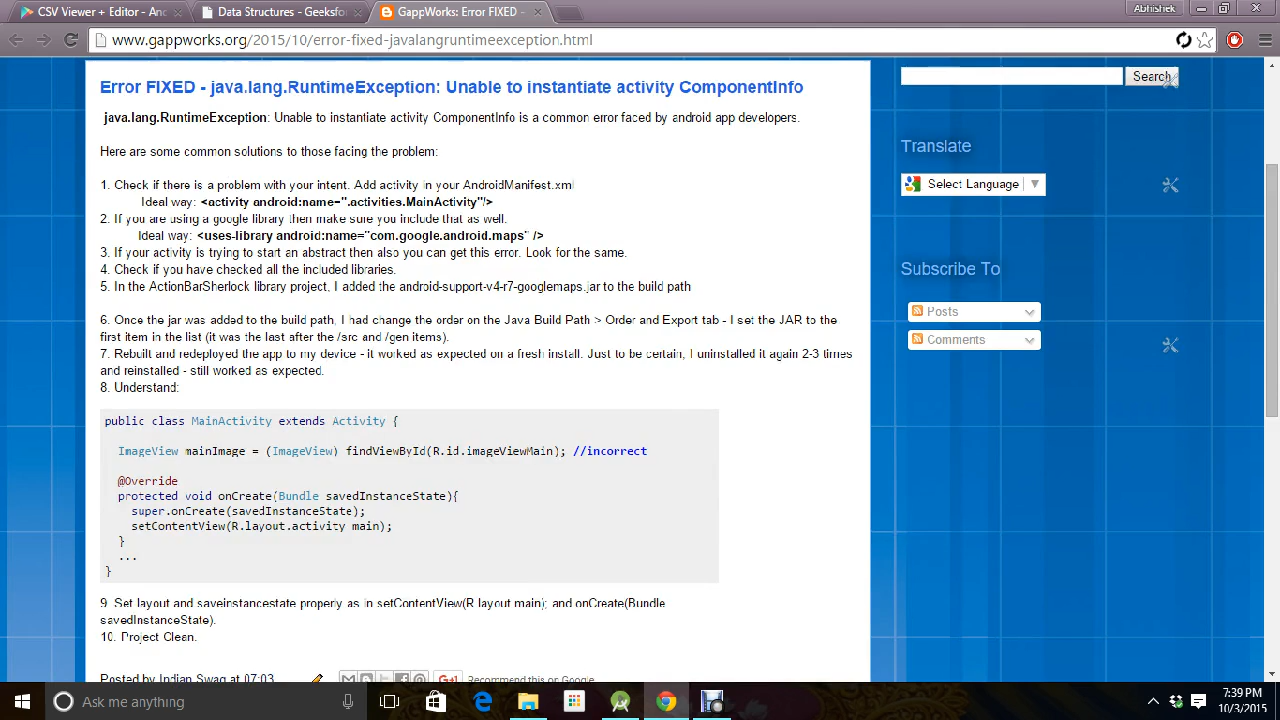 CSV Viewer + Editor - An
Data Structures - Geeksfor
GappWorks: Error FIXED -
Abhishek
www.gappworks.org/2015/10/error-fixed-javalangruntimeexception.html
Search
Error FIXED - java.lang.RuntimeException: Unable to instantiate activity ComponentInfo
java.lang.RuntimeException: Unable to instantiate activity ComponentInfo is a common error faced by android app developers.
Here are some common solutions to those facing the problem:
1. Check if there is a problem with your intent. Add activity in your AndroidManifest.xml
Ideal way: <activity android:name=".activities.MainActivity"/>
2. If you are using a google library then make sure you include that as well.
Ideal way: <uses-library android:name="com.google.android.maps" />
3. If your activity is trying to start an abstract then also you can get this error. Look for the same.
4. Check if you have checked all the included libraries.
5. In the ActionBarSherlock library project, I added the android-support-v4-r7-googlemaps.jar to the build path
6. Once the jar was added to the build path, I had change the order on the Java Build Path > Order and Export tab - I set the JAR to the
first item in the list (it was the last after the /src and /gen items).
7. Rebuilt and redeployed the app to my device - it worked as expected on a fresh install. Just to be certain, I uninstalled it again 2-3 times
and reinstalled - still worked as expected.
8. Understand:
public class MainActivity extends Activity {
ImageView mainImage = (ImageView) findViewById(R.id.imageViewMain); //incorrect
@Override
protected void onCreate(Bundle savedInstanceState){
super.onCreate(savedInstanceState);
setContentView(R.layout.activity main);
}
...
}
9. Set layout and saveinstancestate properly as in setContentView(R.layout.main); and onCreate(Bundle
savedInstanceState).
10. Project Clean.
Posted by Indian Swag at 07:03
Recommend this on Google
Translate
Select Language
Subscribe To
Posts
Comments
Ask me anything
7:39 PM
10/3/2015